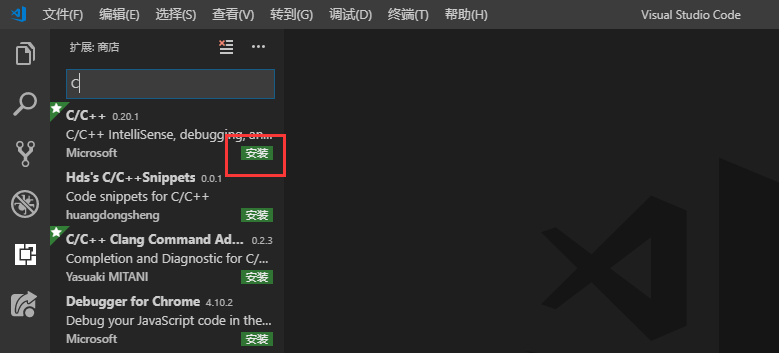 文件(F) 编辑(E) 选择(S) 查看(V) 转到(G) 调试(D) 终端(T) 帮助(H) Visual Studio Code
扩展: 商店
C
C/C++ 0.20.1
C/C++ IntelliSense, debugging, an...
Microsoft 安装
Hds's C/C++Snippets 0.0.1
Code snippets for C/C++
huangdongsheng 安装
C/C++ Clang Command Ad... 0.2.3
Completion and Diagnostic for C/...
Yasuaki MITANI 安装
Debugger for Chrome 4.10.2
Debug your JavaScript code in the...
Microsoft 安装